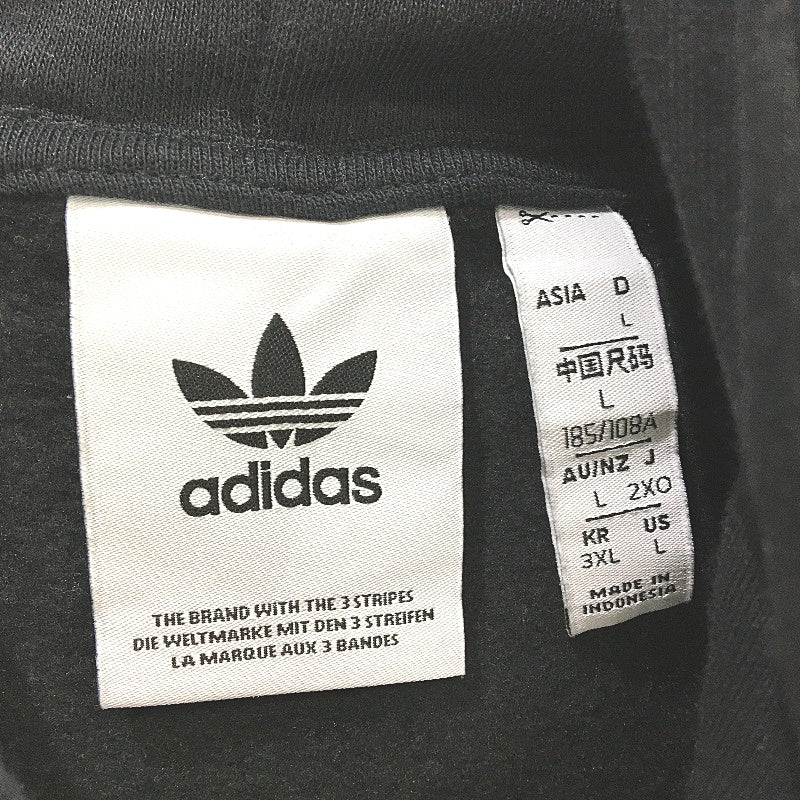 adidas
THE BRAND WITH THE 3 STRIPES
DIE WELTMARKE MIT DEN 3 STREIFEN
LA MARQUE AUX 3 BANDES
ASIA D
L
中国尺码
L
185/108A
AU/NZ J
L 2XO
KR US
3XL L
MADE IN
INDONESIA